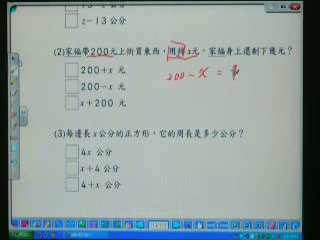 z－13 公分
(2)家福帶200元上街買東西，用掉x元，家福身上還剩下幾元？
200＋x 元
200－x 元
x＋200 元
200 － x ＝
(3)每邊長x公分的正方形，它的周長是多少公分？
4x 公分
x÷4 公分
4＋x 公分